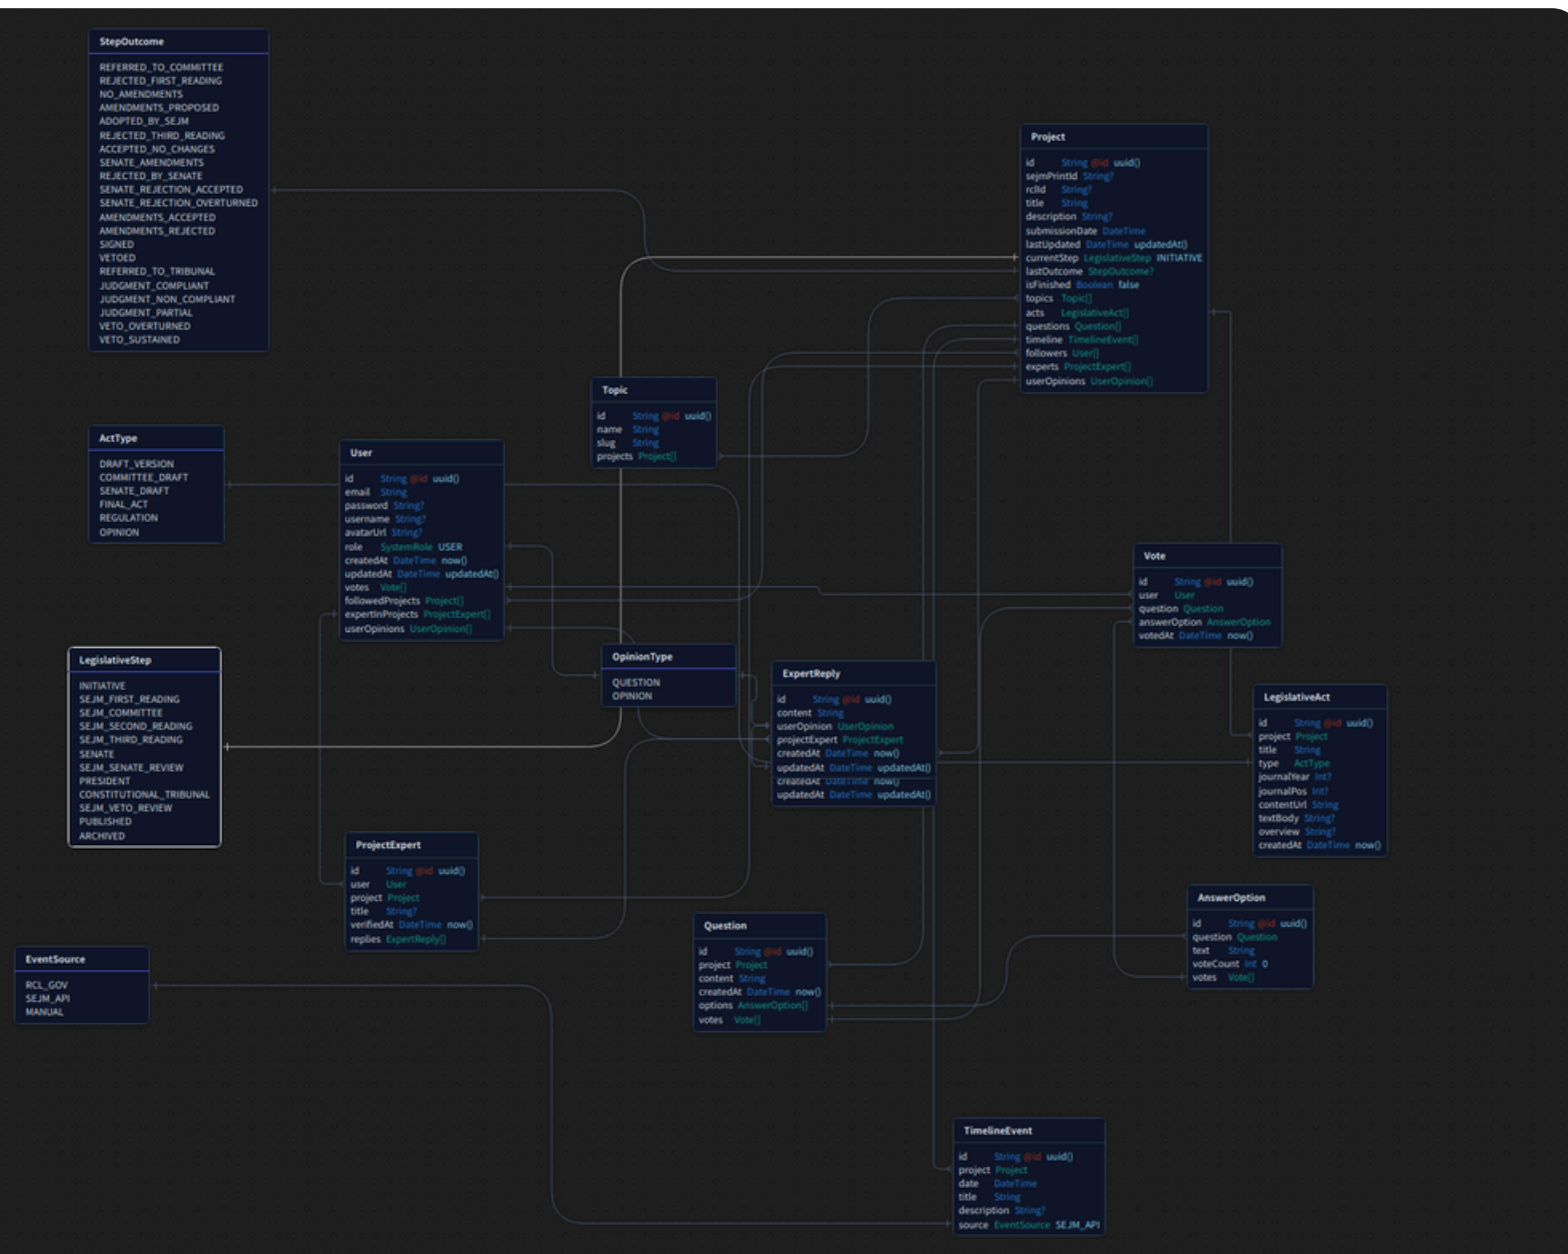 StepOutcome
REFERRED_TO_COMMITTEE
REJECTED_FIRST_READING
NO_AMENDMENTS
AMENDMENTS_PROPOSED
ADOPTED_BY_SEJM
REJECTED_THIRD_READING
ACCEPTED_NO_CHANGES
SENATE_AMENDMENTS
REJECTED_BY_SENATE
SENATE_REJECTION_ACCEPTED
SENATE_REJECTION_OVERTURNED
AMENDMENTS_ACCEPTED
AMENDMENTS_REJECTED
SIGNED
VETOED
REFERRED_TO_TRIBUNAL
JUDGMENT_COMPLIANT
JUDGMENT_NON_COMPLIANT
JUDGMENT_PARTIAL
VETO_OVERTURNED
VETO_SUSTAINED
Project
id String @id uuid()
sejmPrintId String?
rclId String?
title String
description String?
submissionDate DateTime
lastUpdated DateTime updatedAt()
currentStep LegislativeStep INITIATIVE
lastOutcome StepOutcome?
isFinished Boolean false
topics Topic[]
acts LegislativeAct[]
questions Question[]
timeline TimelineEvent[]
followers User[]
experts ProjectExpert[]
userOpinions UserOpinion[]
Topic
id String @id uuid()
name String
slug String
projects Project[]
ActType
DRAFT_VERSION
COMMITTEE_DRAFT
SENATE_DRAFT
FINAL_ACT
REGULATION
OPINION
User
id String @id uuid()
email String
password String?
username String?
avatarUrl String?
role SystemRole USER
createdAt DateTime now()
updatedAt DateTime updatedAt()
votes Vote[]
followedProjects Project[]
expertInProjects ProjectExpert[]
userOpinions UserOpinion[]
Vote
id String @id uuid()
user User
question Question
answerOption AnswerOption
votedAt DateTime now()
LegislativeStep
INITIATIVE
SEJM_FIRST_READING
SEJM_COMMITTEE
SEJM_SECOND_READING
SEJM_THIRD_READING
SENATE
SEJM_SENATE_REVIEW
PRESIDENT
CONSTITUTIONAL_TRIBUNAL
SEJM_VETO_REVIEW
PUBLISHED
ARCHIVED
OpinionType
QUESTION
OPINION
ExpertReply
id String @id uuid()
content String
userOpinion UserOpinion
projectExpert ProjectExpert
createdAt DateTime now()
updatedAt DateTime updatedAt()
createdAt DateTime now()
updatedAt DateTime updatedAt()
LegislativeAct
id String @id uuid()
project Project
title String
type ActType
journalYear Int?
journalPos Int?
contentUrl String
textBody String?
overview String?
createdAt DateTime now()
ProjectExpert
id String @id uuid()
user User
project Project
title String?
verifiedAt DateTime now()
replies ExpertReply[]
Question
id String @id uuid()
project Project
content String
createdAt DateTime now()
options AnswerOption[]
votes Vote[]
AnswerOption
id String @id uuid()
question Question
text String
voteCount Int 0
votes Vote[]
EventSource
RCL_GOV
SEJM_API
MANUAL
TimelineEvent
id String @id uuid()
project Project
date DateTime
title String
description String?
source EventSource SEJM_API